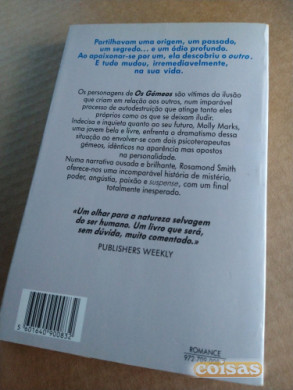 Partilhavam uma origem, um passado,
um segredo... e um ódio profundo.
Ao apaixonar-se por um, ela descobriu o outro.
E tudo mudou, irremediavelmente,
na sua vida.
Os personagens de Os Gémeos são vítimas da ilusão
que criam em relação aos outros, num imparável
processo de autodestruição que atinge tanto eles
próprios como os que se deixam iludir.
Indecisa e inquieta quanto ao seu futuro, Molly Marks,
uma jovem bela e livre, enfrenta o dramatismo dessa
situação ao envolver-se com dois psicoterapeutas
gémeos, idênticos na aparência mas opostos
na personalidade.
Numa narrativa ousada e brilhante, Rosamond Smith
oferece-nos uma incomparável história de mistério,
poder, angústia, paixão e suspense, com um final
totalmente inesperado.
«Um olhar para a natureza selvagem
do ser humano. Um livro que será,
sem dúvida, muito comentado.»
PUBLISHERS WEEKLY
5601640900832
ROMANCE
coisas